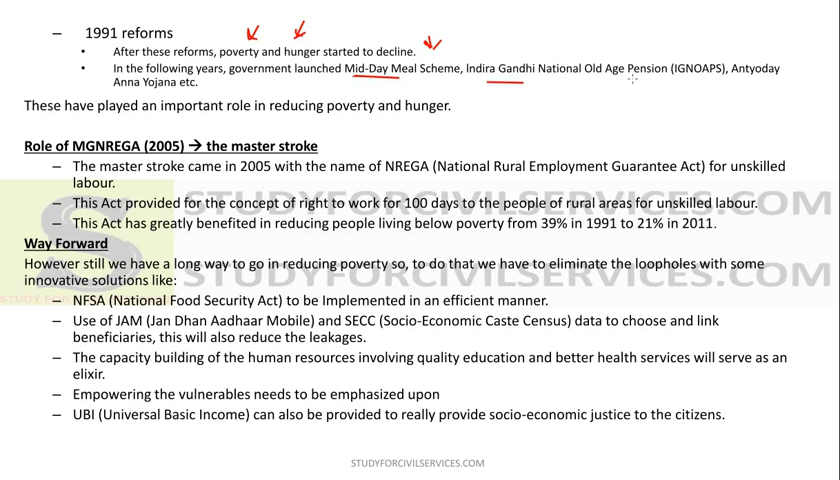 – 1991 reforms
• After these reforms, poverty and hunger started to decline.
• In the following years, government launched Mid-Day Meal Scheme, Indira Gandhi National Old Age Pension (IGNOAPS), Antyoday
Anna Yojana etc.
These have played an important role in reducing poverty and hunger.
Role of MGNREGA (2005) → the master stroke
– The master stroke came in 2005 with the name of NREGA (National Rural Employment Guarantee Act) for unskilled
labour.
– This Act provided for the concept of right to work for 100 days to the people of rural areas for unskilled labour.
– This Act has greatly benefited in reducing people living below poverty from 39% in 1991 to 21% in 2011.
STUDYFORCIVILSERVICES.COM
Way Forward
However still we have a long way to go in reducing poverty so, to do that we have to eliminate the loopholes with some
innovative solutions like:
STUDYFORCIVILSERVICES.COM
– NFSA (National Food Security Act) to be Implemented in an efficient manner.
– Use of JAM (Jan Dhan Aadhaar Mobile) and SECC (Socio-Economic Caste Census) data to choose and link
beneficiaries, this will also reduce the leakages.
– The capacity building of the human resources involving quality education and better health services will serve as an
elixir.
– Empowering the vulnerables needs to be emphasized upon
– UBI (Universal Basic Income) can also be provided to really provide socio-economic justice to the citizens.
STUDYFORCIVILSERVICES.COM